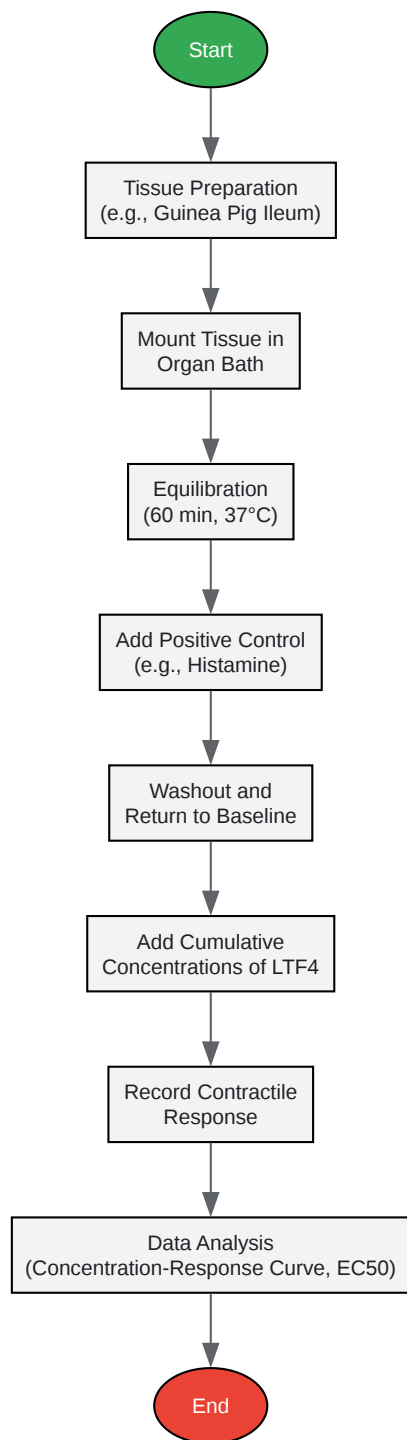 Start
Tissue Preparation
(e.g., Guinea Pig Ileum)
Mount Tissue in
Organ Bath
Equilibration
(60 min, 37°C)
Add Positive Control
(e.g., Histamine)
Washout and
Return to Baseline
Add Cumulative
Concentrations of LTF4
Record Contractile
Response
Data Analysis
(Concentration-Response Curve, EC50)
End